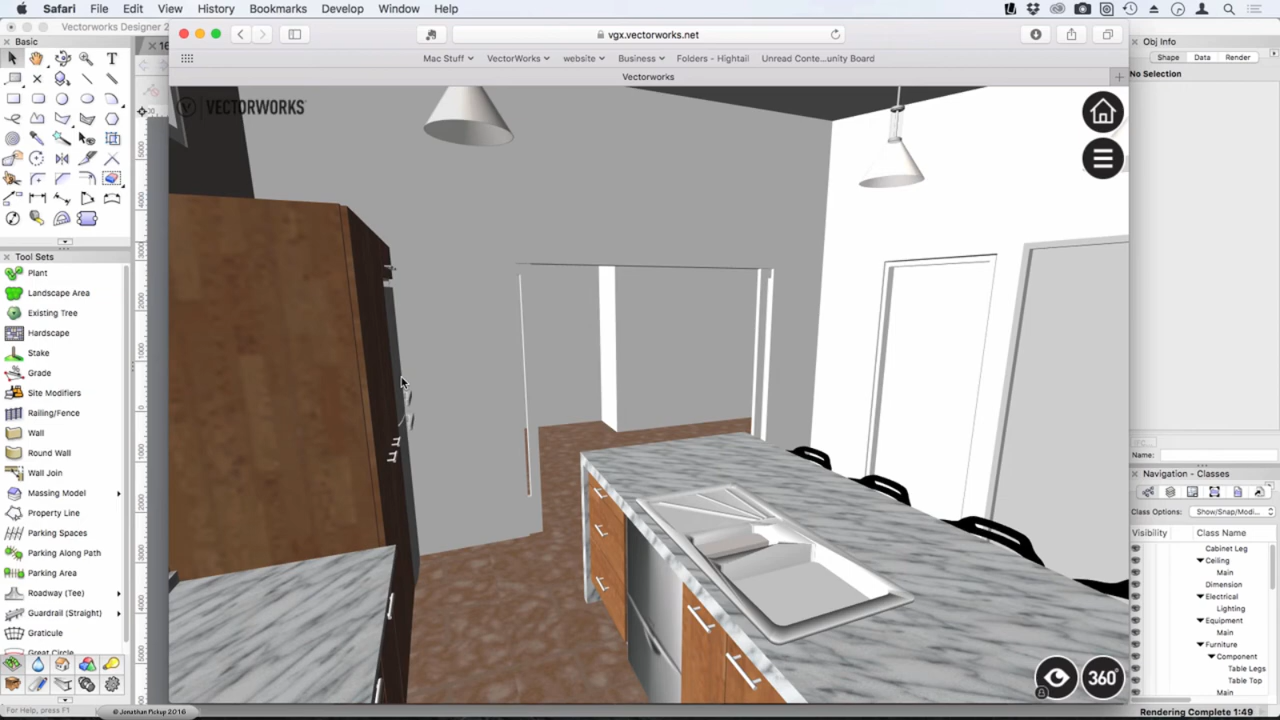 Safari File Edit View History Bookmarks Develop Window Help
Vectorworks Designer 2
vgx.vectorworks.net
Mac Stuff VectorWorks website Business Folders - Hightail Unread Conte...unity Board
Vectorworks
VECTORWORKS
360°
Basic
T
Tool Sets
Plant
Landscape Area
Existing Tree
Hardscape
Stake
Grade
Site Modifiers
Railing/Fence
Wall
Round Wall
Wall Join
Massing Model
Property Line
Parking Spaces
Parking Along Path
Parking Area
Roadway (Tee)
Guardrail (Straight)
Graticule
Great Circle
For Help, press F1
© Jonathan Pickup 2016
Obj Info
Shape Data Render
No Selection
Name:
Navigation - Classes
Class Options: Show/Snap/Modi...
Visibility Class Name
Cabinet Leg
Ceiling
Main
Dimension
Electrical
Lighting
Equipment
Main
Furniture
Component
Table Legs
Table Top
Main
Rendering Complete 1:49